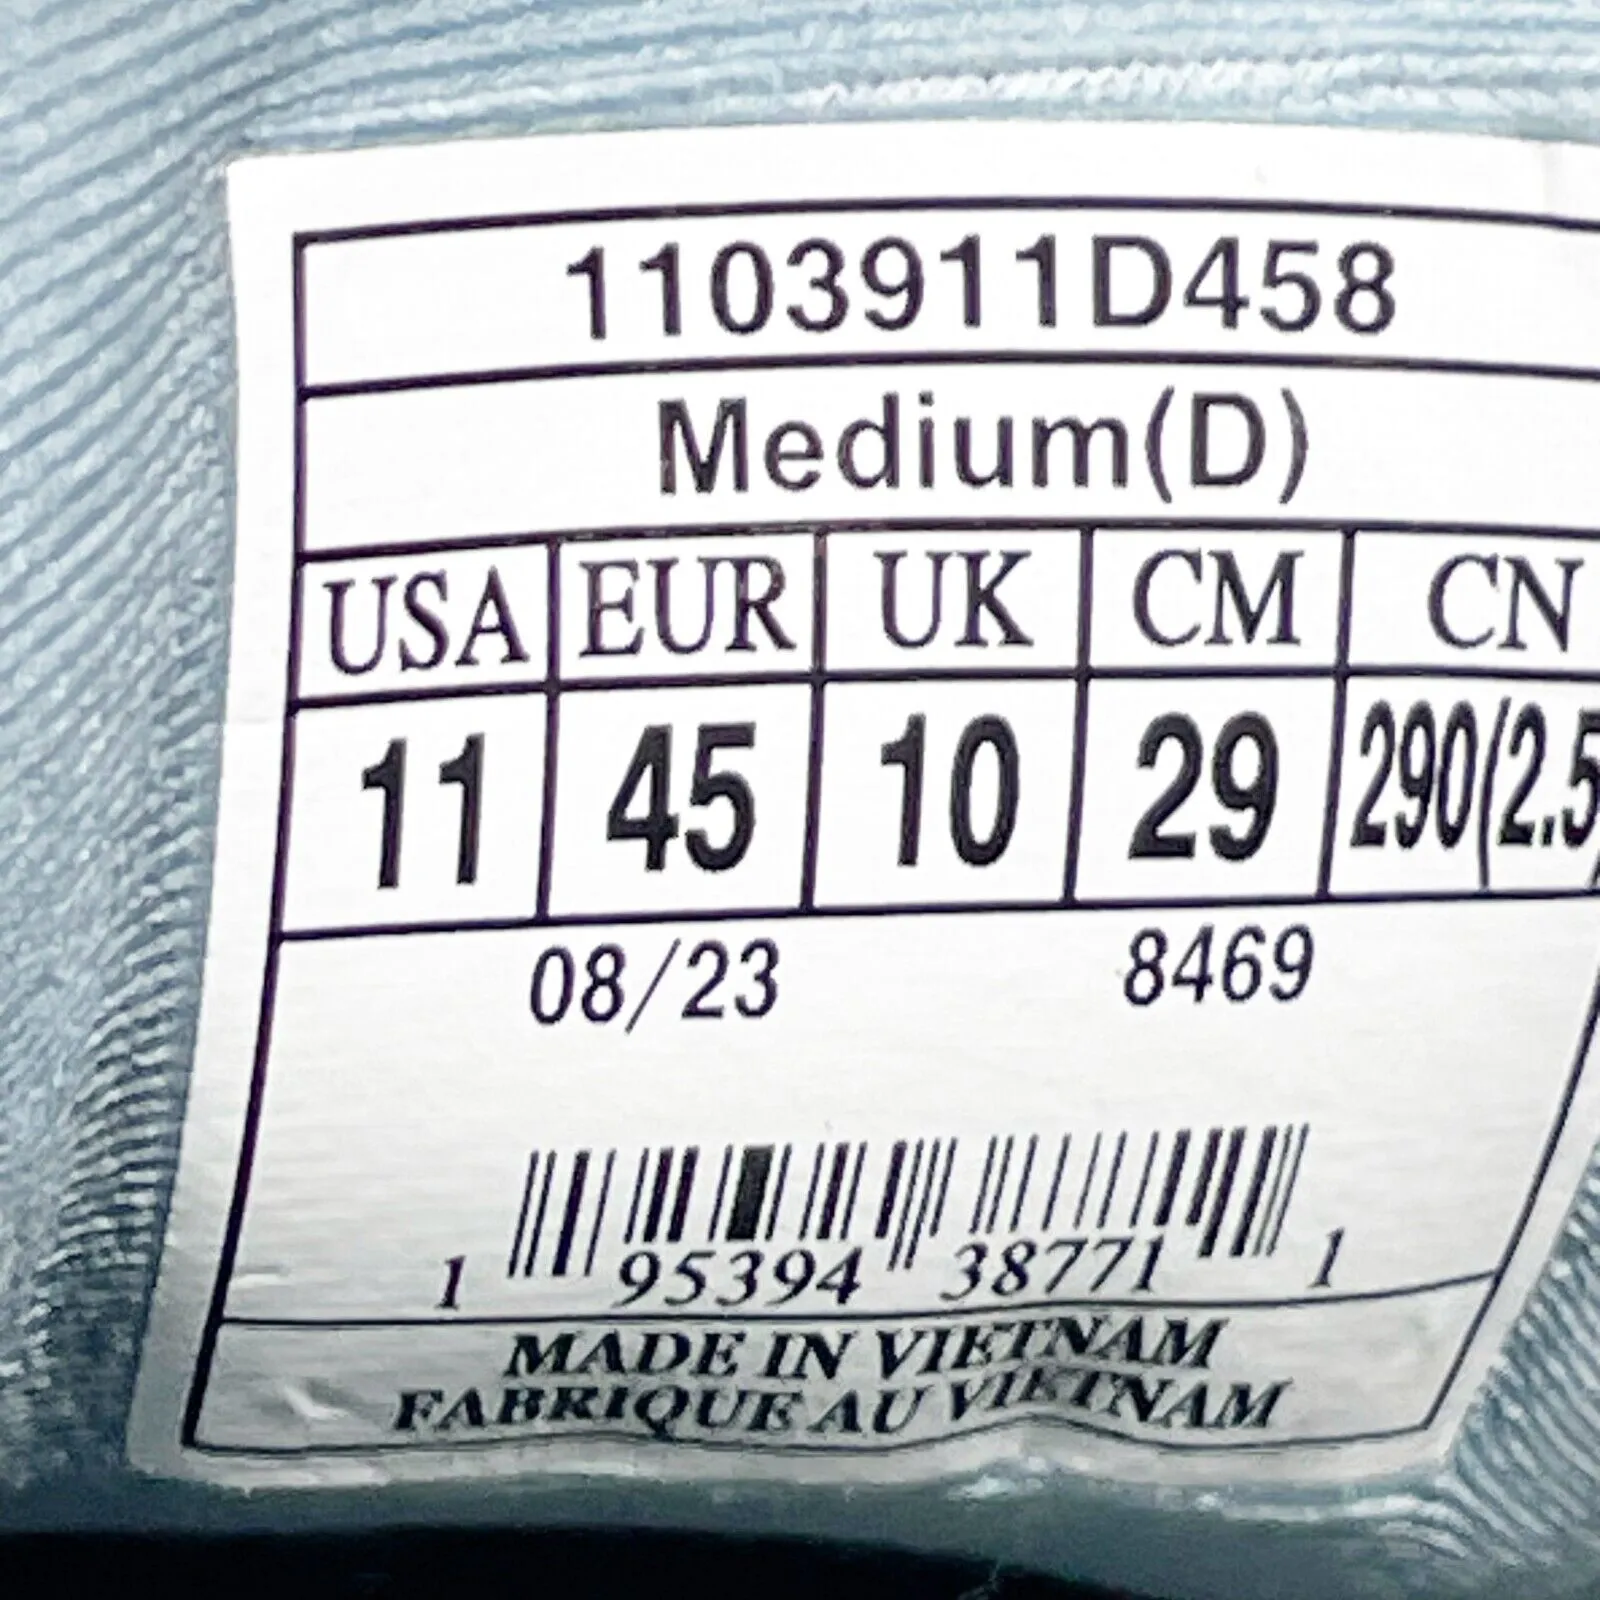 1103911D458
Medium(D)
USA EUR UK CM CN
11 45 10 29 290(2.5
08/23 8469
1 95394 38771 1
MADE IN VIETNAM
FABRIQUE AU VIETNAM